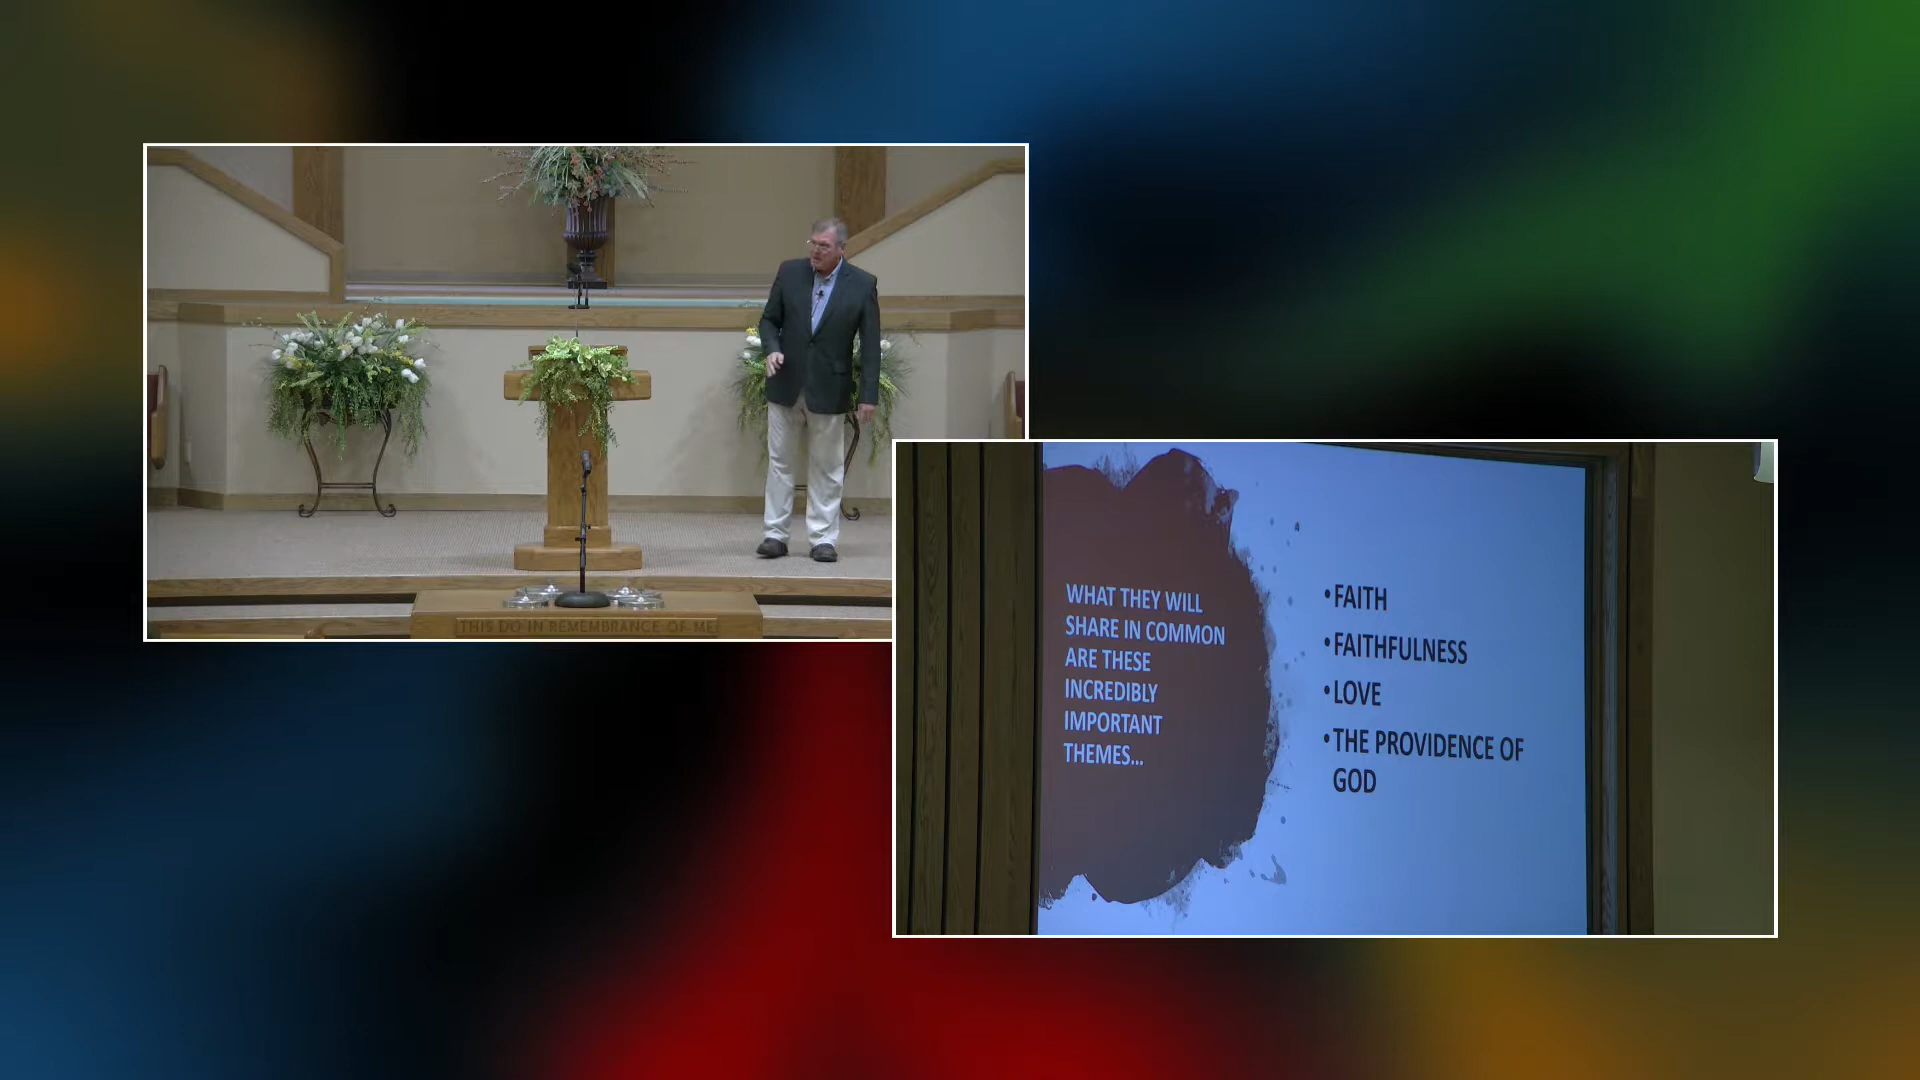 THIS DO IN REMEMBRANCE OF ME
WHAT THEY WILL
SHARE IN COMMON
ARE THESE
INCREDIBLY
IMPORTANT
THEMES...
•FAITH
•FAITHFULNESS
•LOVE
•THE PROVIDENCE OF
GOD